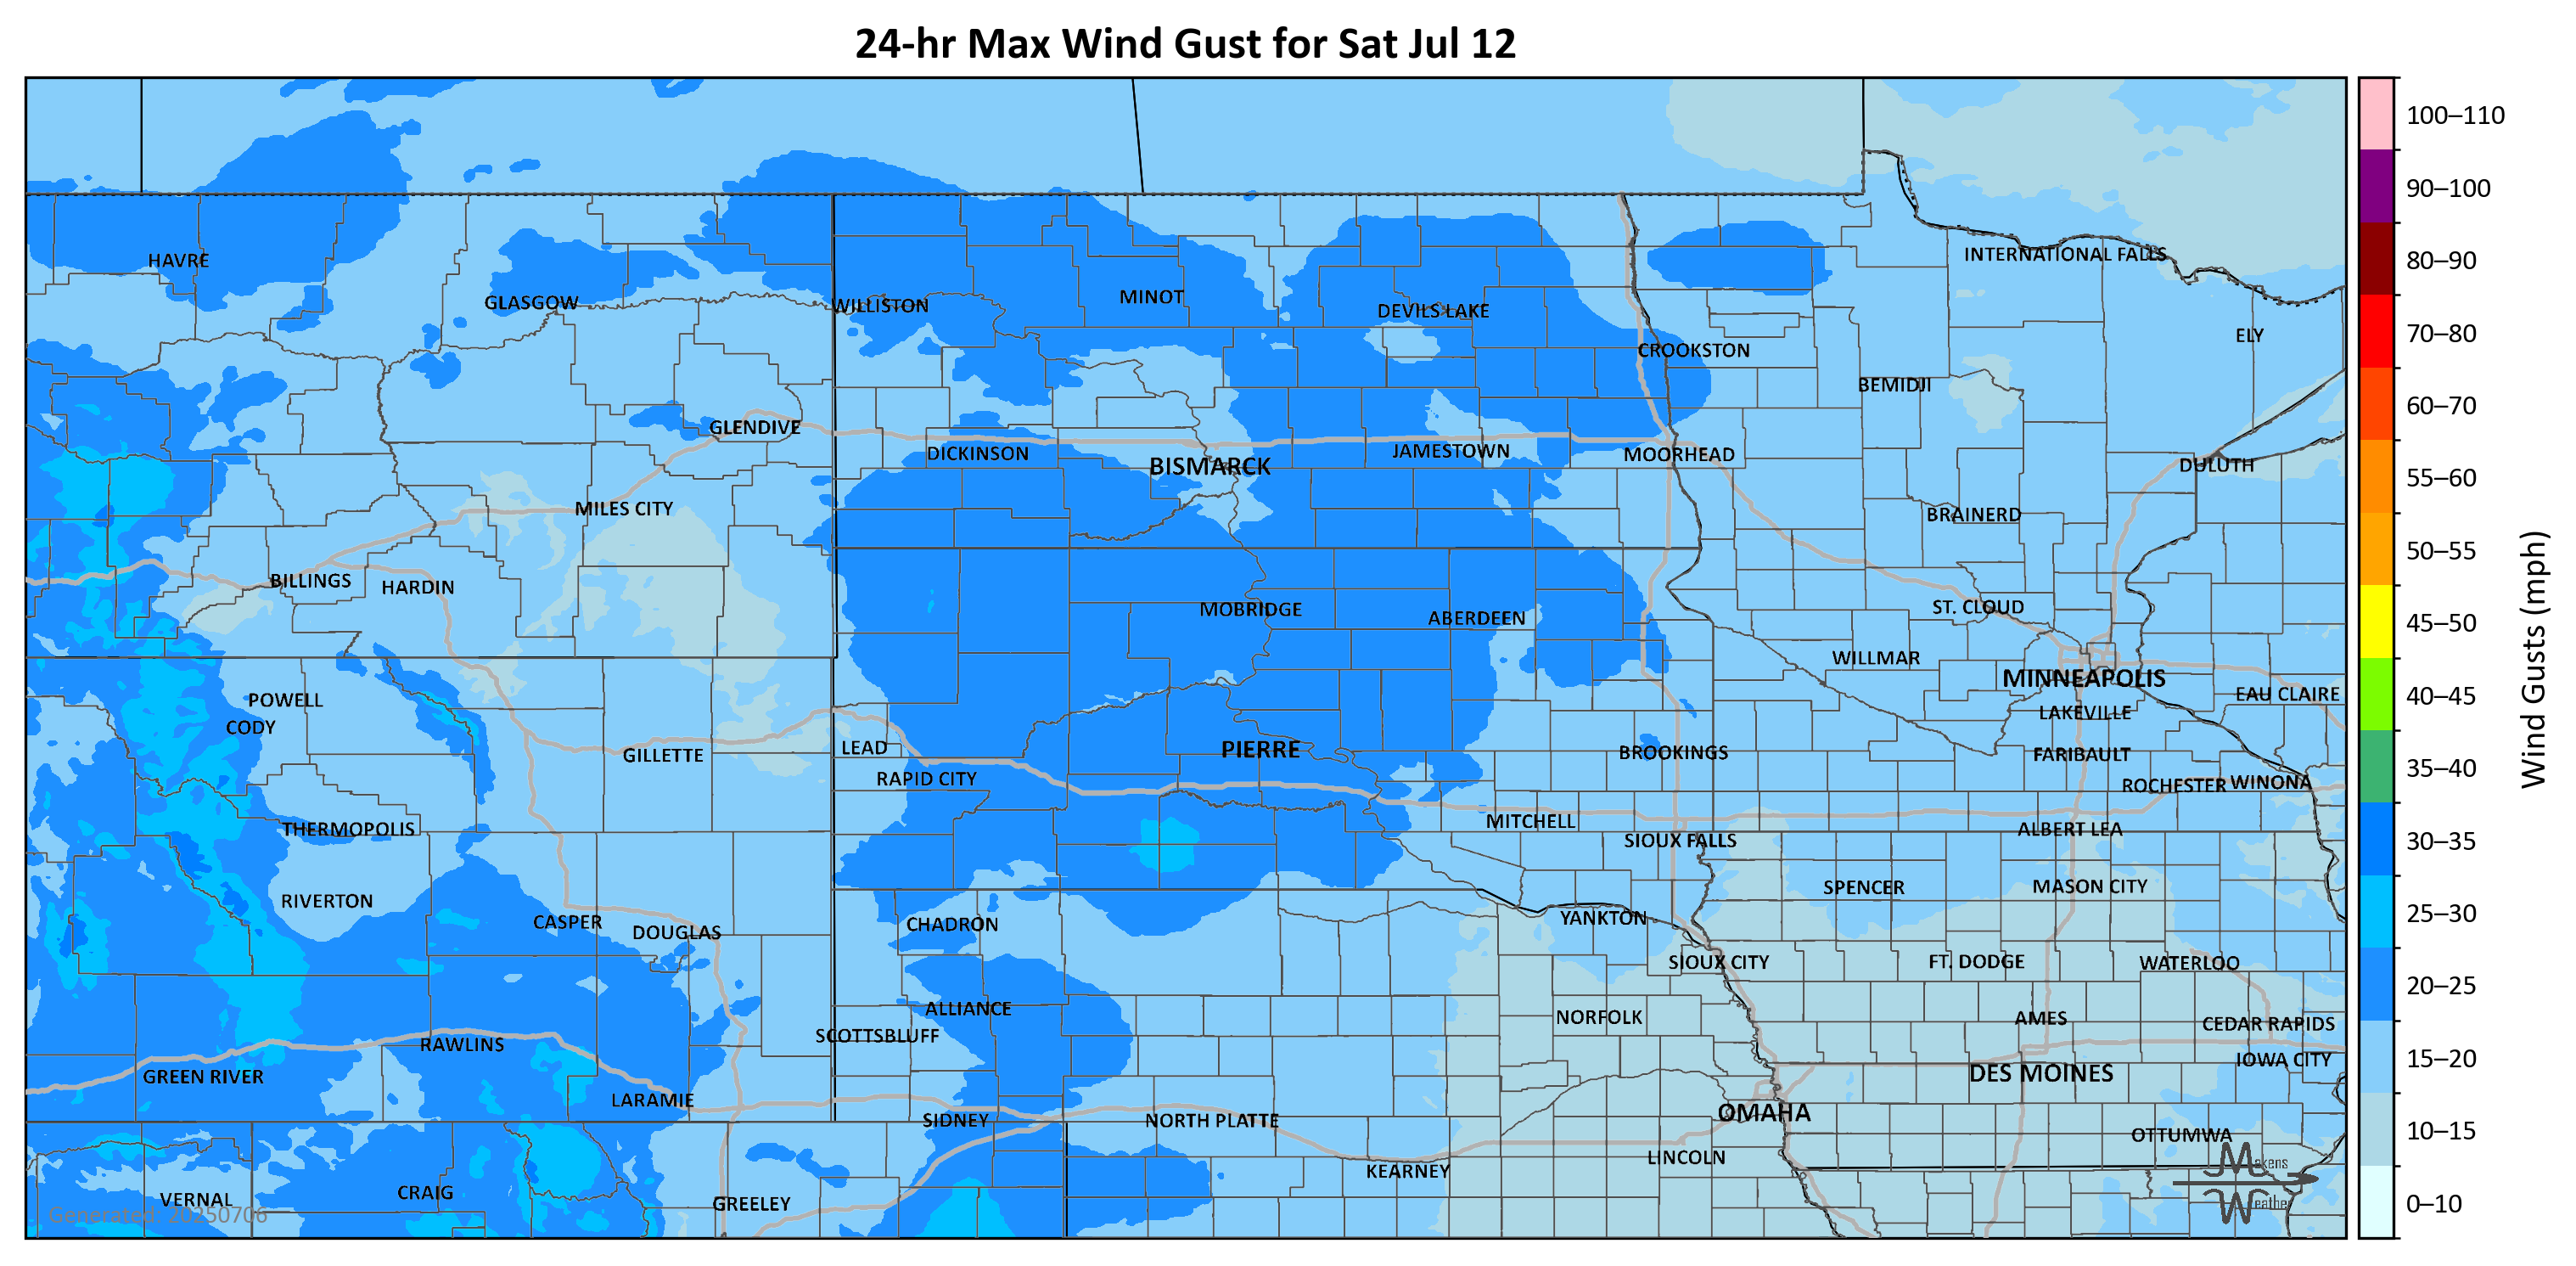 24-hr Max Wind Gust for Sat Jul 12
HAVRE
GLASGOW
WILLISTON
MINOT
DEVILS LAKE
CROOKSTON
INTERNATIONAL FALLS
ELY
BEMIDJI
GLENDIVE
DICKINSON
BISMARCK
JAMESTOWN
MOORHEAD
DULUTH
MILES CITY
BRAINERD
BILLINGS
HARDIN
MOBRIDGE
ABERDEEN
ST. CLOUD
WILLMAR
MINNEAPOLIS
EAU CLAIRE
POWELL
CODY
LAKEVILLE
GILLETTE
LEAD
PIERRE
BROOKINGS
FARIBAULT
RAPID CITY
ROCHESTER
WINONA
THERMOPOLIS
MITCHELL
SIOUX FALLS
ALBERT LEA
RIVERTON
SPENCER
MASON CITY
CASPER
DOUGLAS
CHADRON
YANKTON
SIOUX CITY
FT. DODGE
WATERLOO
ALLIANCE
NORFOLK
AMES
CEDAR RAPIDS
SCOTTSBLUFF
RAWLINS
IOWA CITY
GREEN RIVER
DES MOINES
LARAMIE
OMAHA
SIDNEY
NORTH PLATTE
OTTUMWA
LINCOLN
KEARNEY
VERNAL
CRAIG
GREELEY
Generated: 20250706
Makens
Weather
100–110
90–100
80–90
70–80
60–70
55–60
50–55
45–50
40–45
35–40
30–35
25–30
20–25
15–20
10–15
0–10
Wind Gusts (mph)